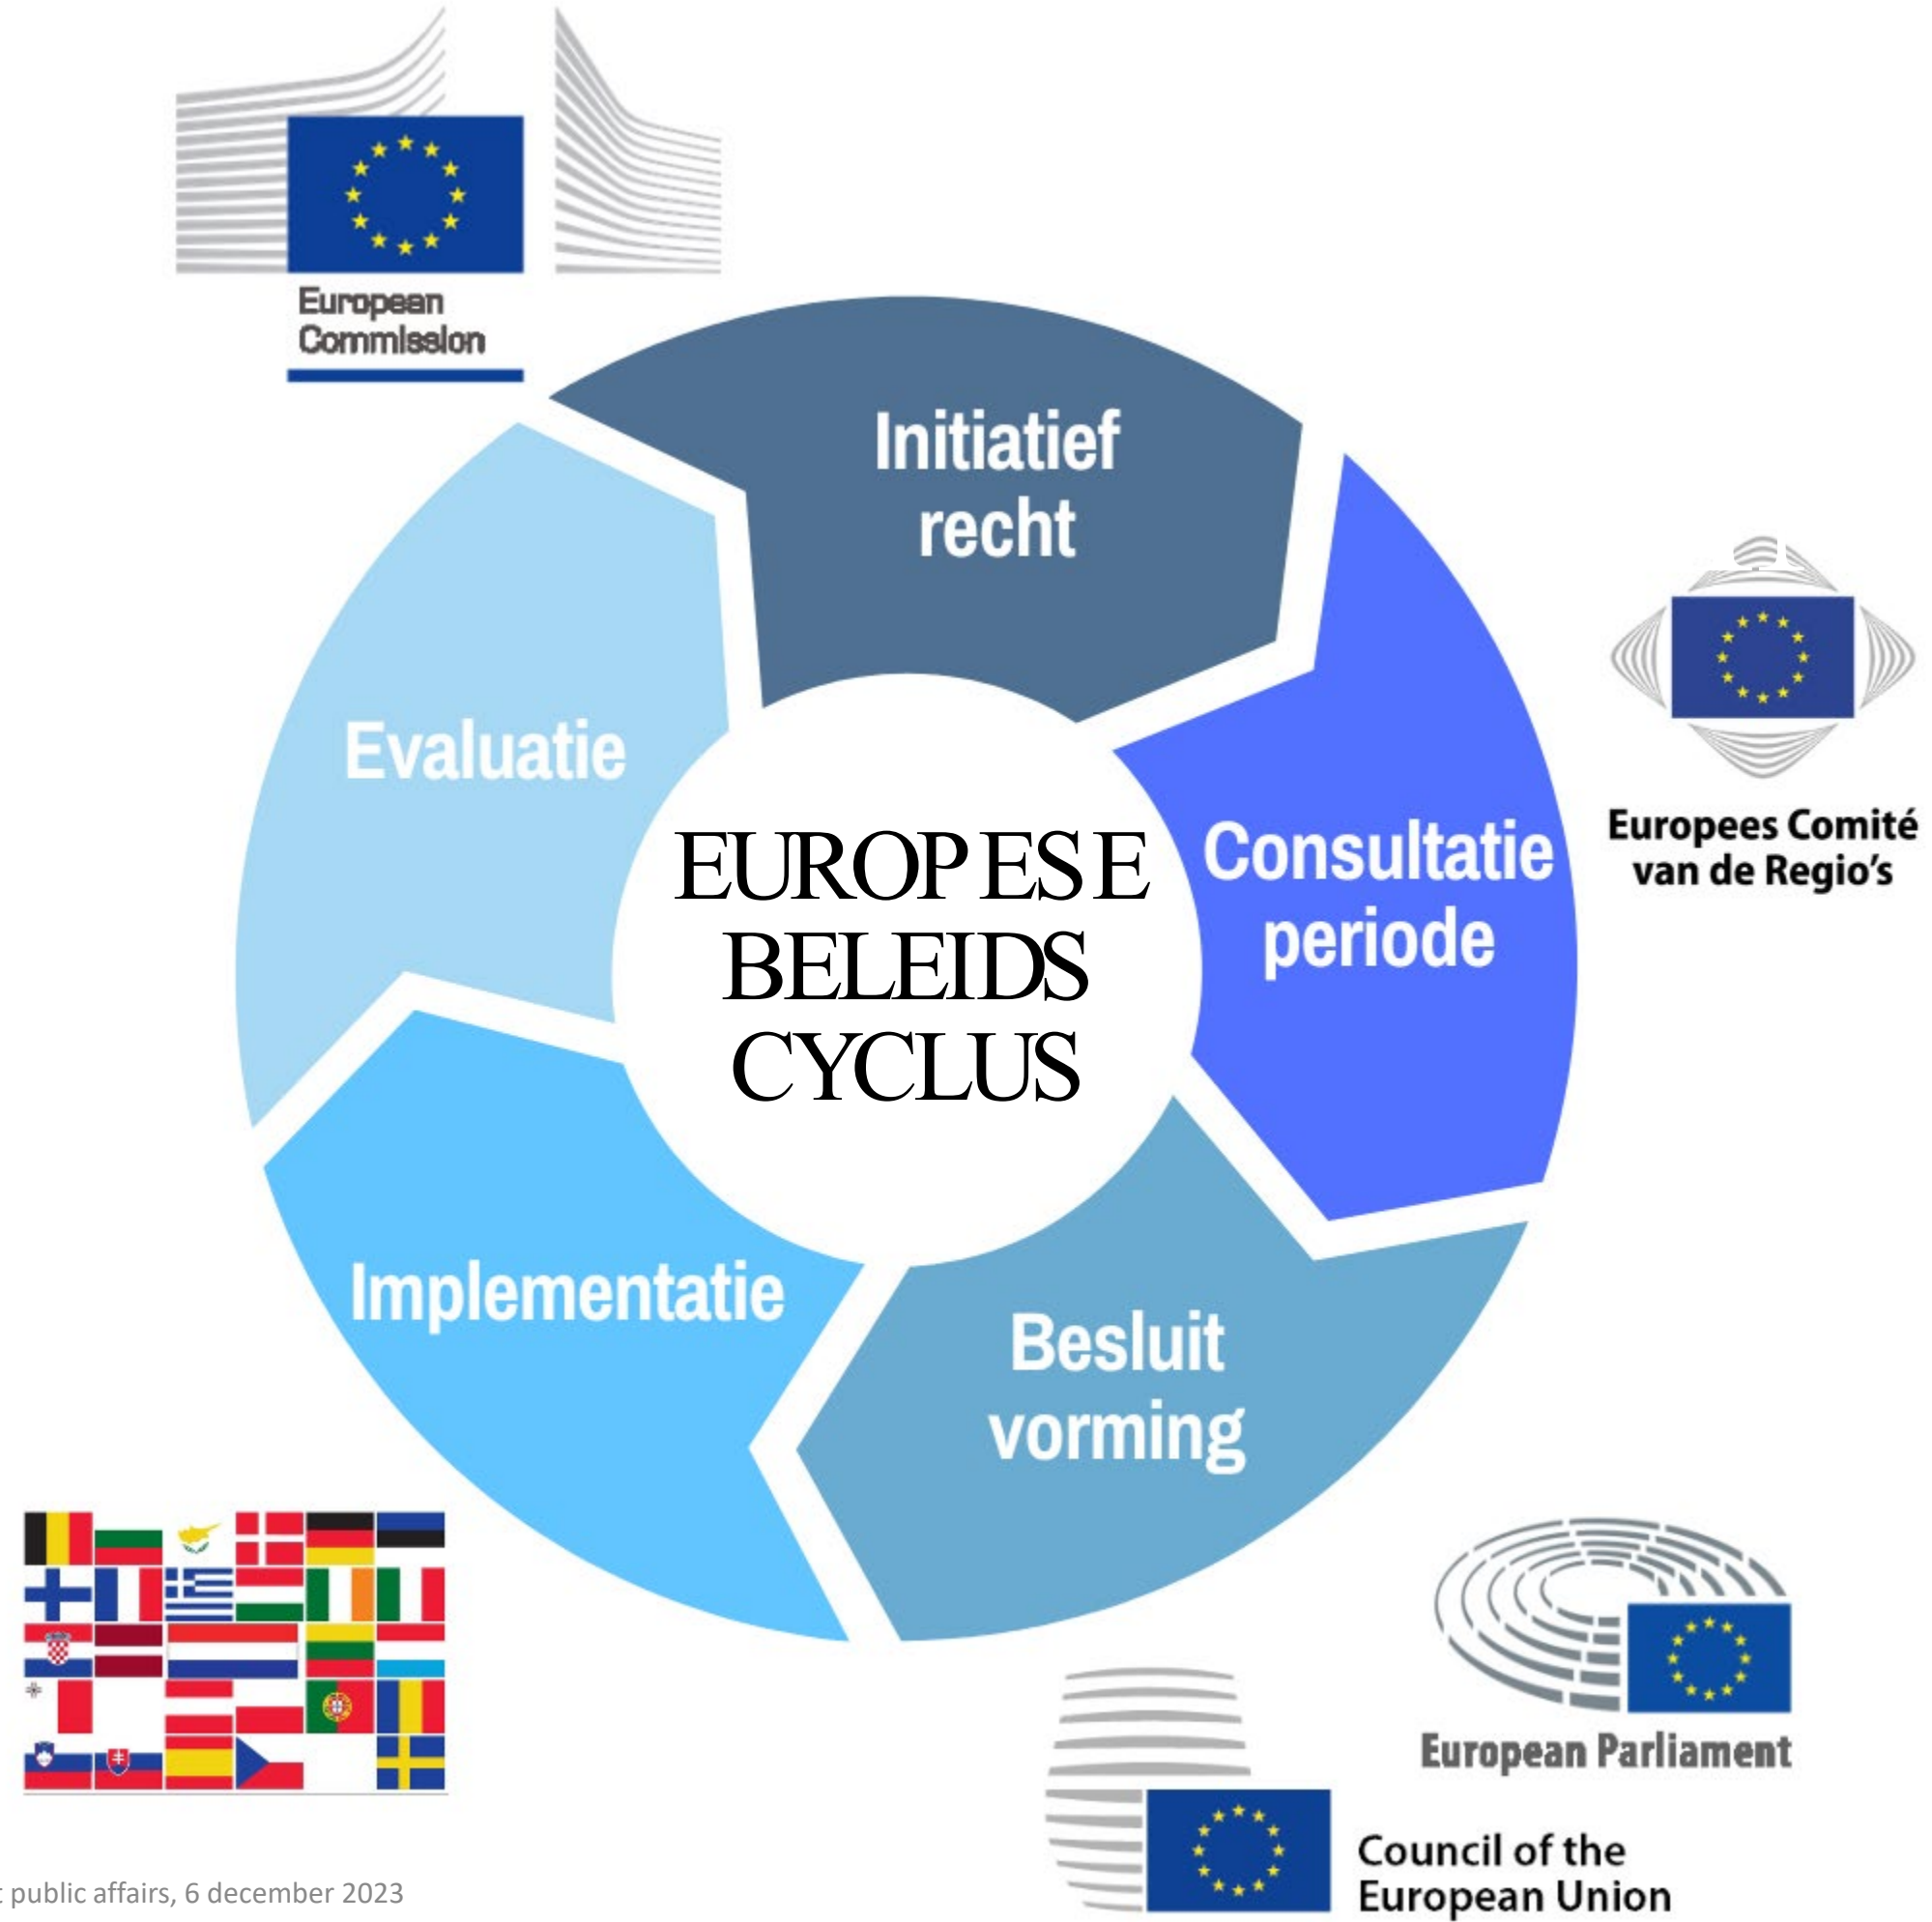 European
Commission
Initiatief
recht
Evaluatie
EUROPESE
BELEIDS
CYCLUS
Consultatie
periode
Europees Comité
van de Regio's
Implementatie
Besluit
vorming
European Parliament
Council of the
European Union
public affairs, 6 december 2023